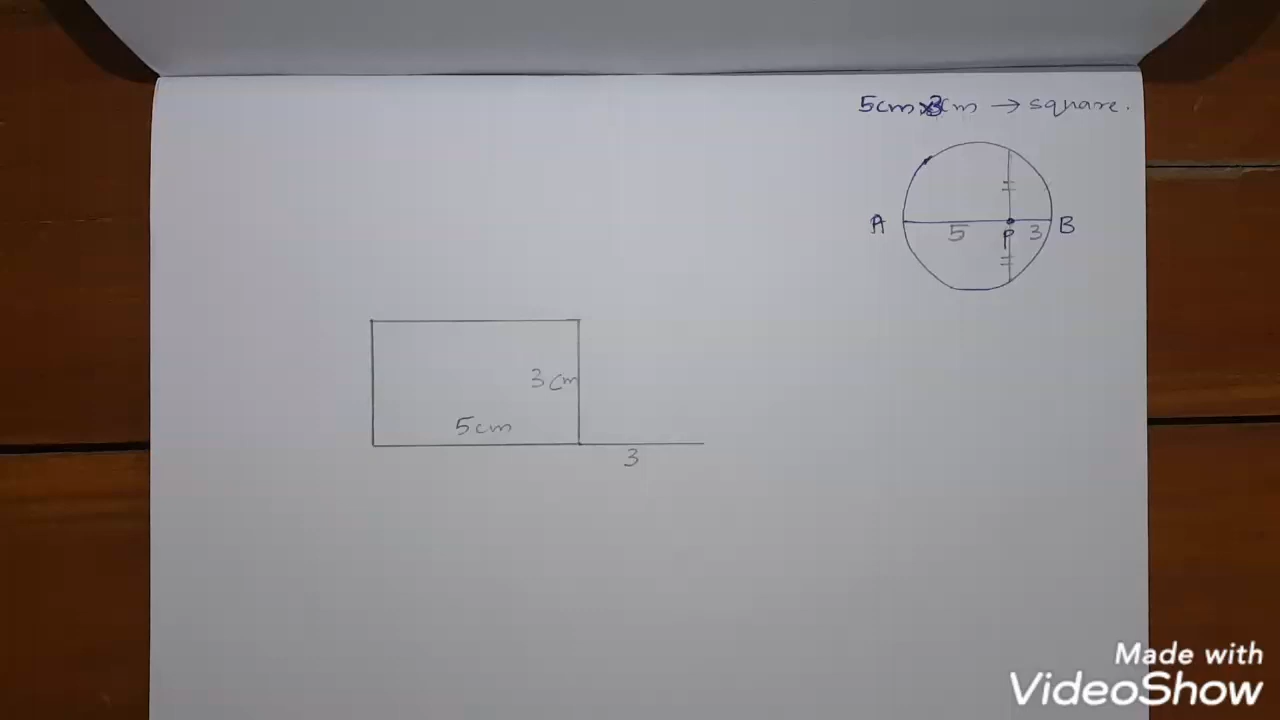 5cm x 3cm → square.
A 5 P 3 B
3cm
5cm
3
Made with
VideoShow